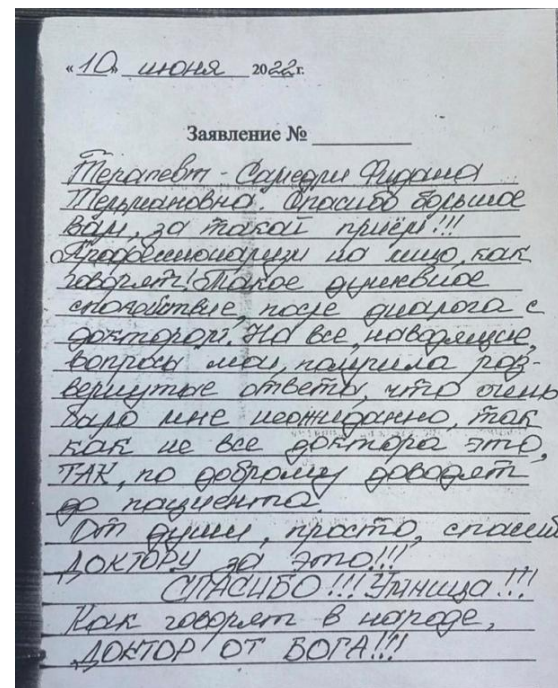 «10» июня 2022г.
Заявление №
Терапевт - Самедли Фидана
Тельмановна. Спасибо большое
вам, за такой приём!!!
Профессионализм на лицо, как
говорят! Такое душевное
спокойствие, после диалога с
доктором. На все, наводящие,
вопросы мои, получила раз-
вернутые ответы, что очень
было мне неожиданно, так
как не все доктора это,
ТАК, по доброму доводят
до пациента.
От души, просто, спасибо
ДОКТОРУ за это!!!
СПАСИБО!!! Умница!!!
Как говорят в народе,
ДОКТОР ОТ БОГА!!!